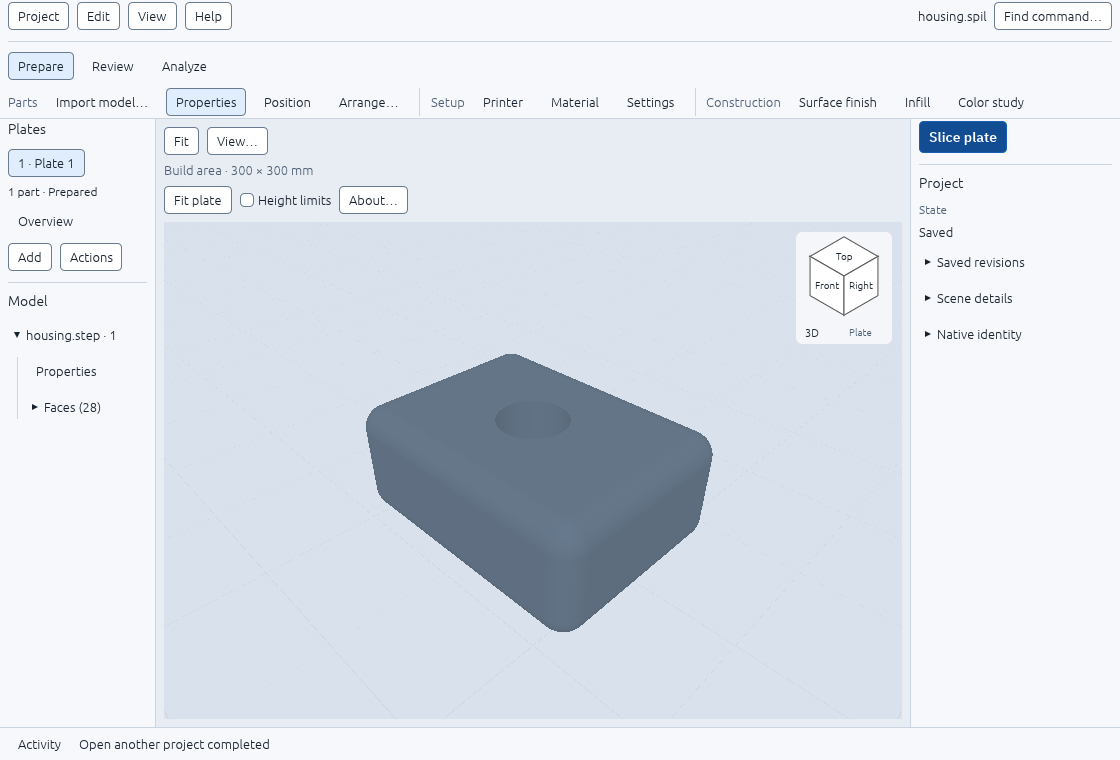 Project Edit View Help housing.spil Find command…
Prepare Review Analyze
Parts Import model… Properties Position Arrange… Setup Printer Material Settings Construction Surface finish Infill Color study
Plates
1 · Plate 1
1 part · Prepared
Overview
Add Actions
Model
housing.step · 1
Properties
Faces (28)
Fit View…
Build area · 300 × 300 mm
Fit plate Height limits About…
Top
Front Right
3D Plate
Slice plate
Project
State
Saved
Saved revisions
Scene details
Native identity
Activity Open another project completed